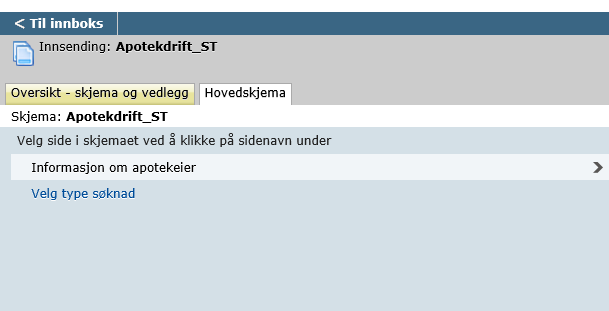 < Til innboks
Innsending: Apotekdrift_ST
Oversikt - skjema og vedlegg Hovedskjema
Skjema: Apotekdrift_ST
Velg side i skjemaet ved å klikke på sidenavn under
Informasjon om apotekeier
Velg type søknad